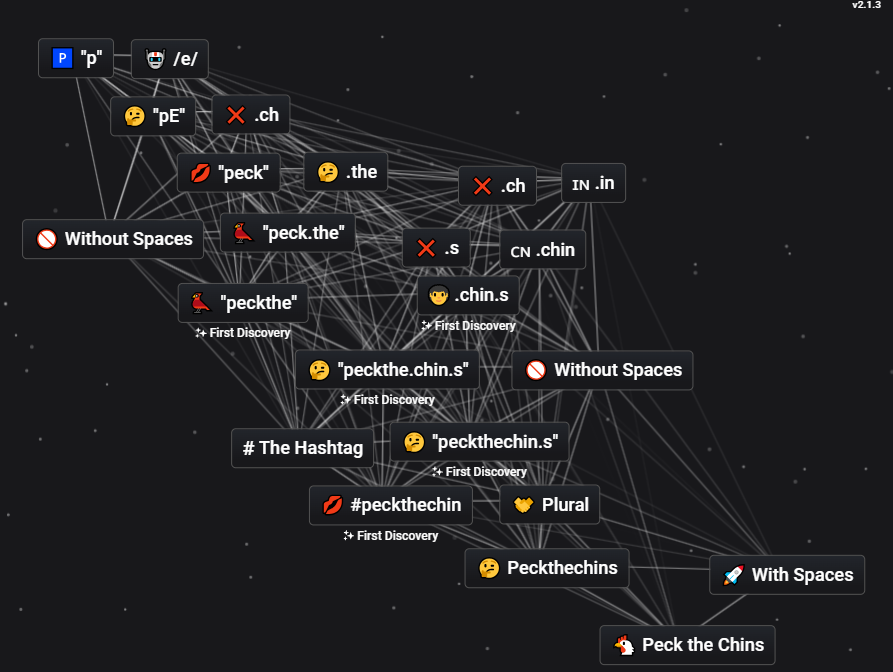 v2.1.3
P "p"
/e/
"pE"
.ch
"peck"
.the
.ch
IN .in
Without Spaces
"peck.the"
.s
CN .chin
"peckthe"
First Discovery
.chin.s
First Discovery
"peckthe.chin.s"
First Discovery
Without Spaces
# The Hashtag
"peckthechin.s"
First Discovery
#peckthechin
First Discovery
Plural
Peckthechins
With Spaces
Peck the Chins